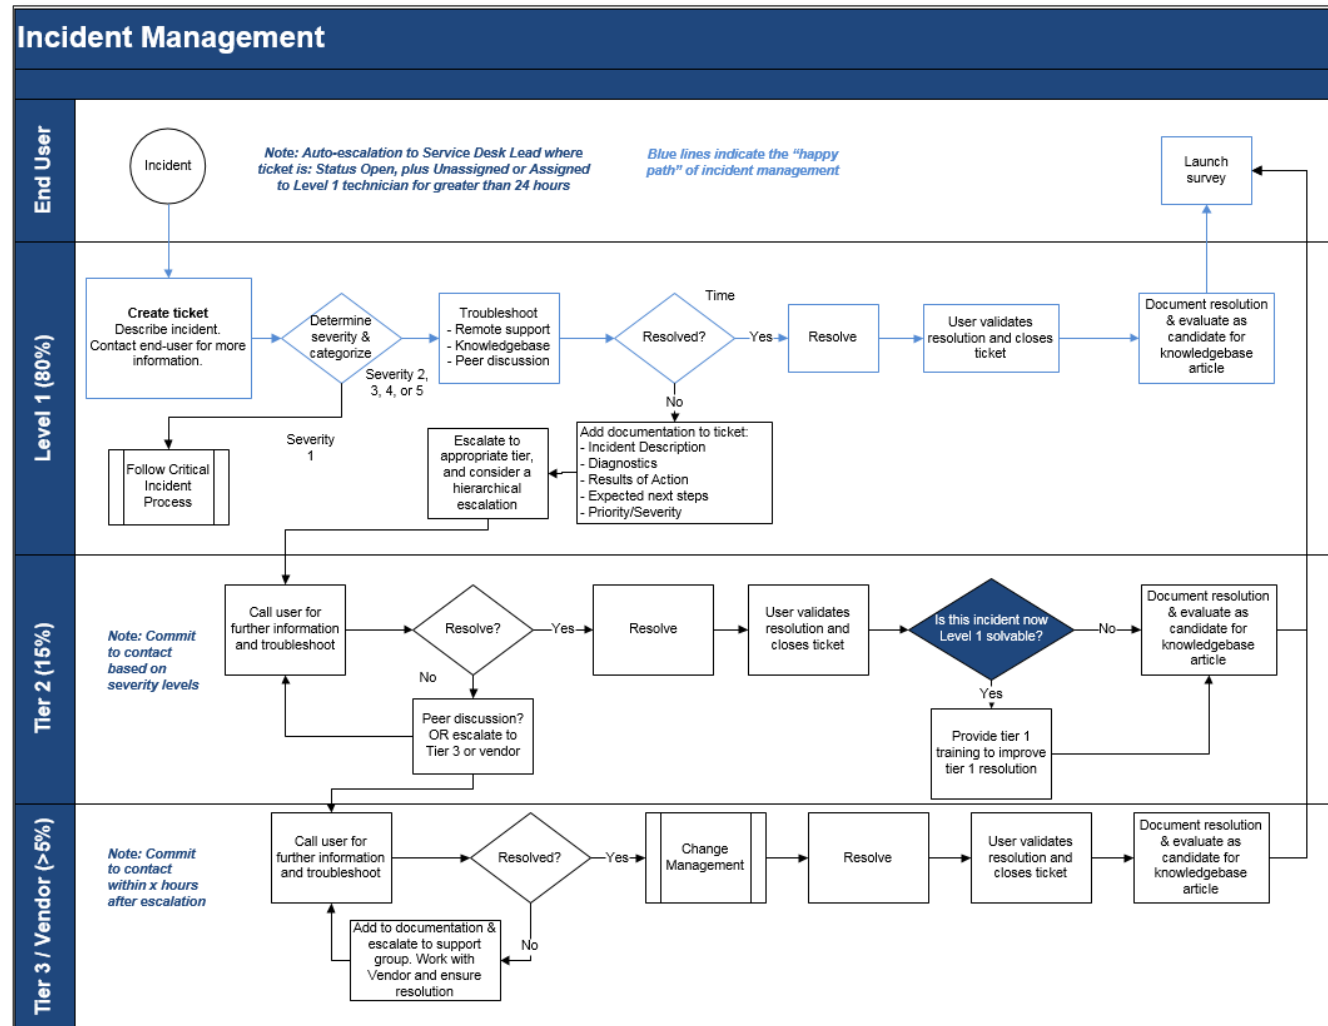 Incident Management
End User
Incident
Note: Auto-escalation to Service Desk Lead where
ticket is: Status Open, plus Unassigned or Assigned
to Level 1 technician for greater than 24 hours
Blue lines indicate the “happy
path” of incident management
Launch
survey
Level 1 (80%)
Create ticket
Describe incident.
Contact end-user for more
information.
Determine
severity &
categorize
Severity 2,
3, 4, or 5
Severity
1
Follow Critical
Incident
Process
Troubleshoot
- Remote support
- Knowledgebase
- Peer discussion
Resolved?
Time
Yes
No
Resolve
User validates
resolution and closes
ticket
Document resolution
& evaluate as
candidate for
knowledgebase
article
Add documentation to ticket:
- Incident Description
- Diagnostics
- Results of Action
- Expected next steps
- Priority/Severity
Escalate to
appropriate tier,
and consider a
hierarchical
escalation
Tier 2 (15%)
Note: Commit
to contact
based on
severity levels
Call user for
further information
and troubleshoot
Resolve?
Yes
No
Resolve
User validates
resolution and
closes ticket
Is this incident now
Level 1 solvable?
No
Yes
Document resolution
& evaluate as
candidate for
knowledgebase
article
Peer discussion?
OR escalate to
Tier 3 or vendor
Provide tier 1
training to improve
tier 1 resolution
Tier 3 / Vendor (>5%)
Note: Commit
to contact
within x hours
after escalation
Call user for
further information
and troubleshoot
Resolved?
Yes
No
Change
Management
Resolve
User validates
resolution and
closes ticket
Document resolution
& evaluate as
candidate for
knowledgebase
article
Add to documentation &
escalate to support
group. Work with
Vendor and ensure
resolution